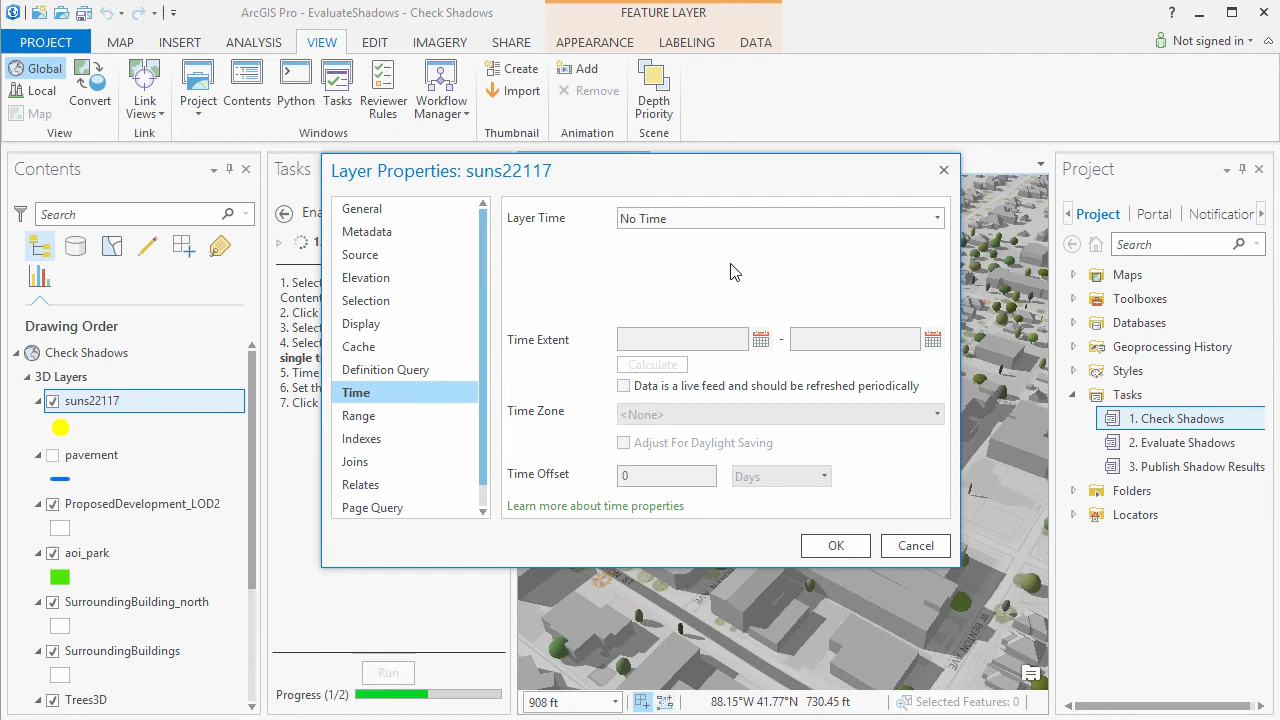 ArcGIS Pro - EvaluateShadows - Check Shadows
FEATURE LAYER
?
PROJECT MAP INSERT ANALYSIS VIEW EDIT IMAGERY SHARE APPEARANCE LABELING DATA
Not signed in
Global
Local
Map
Convert
Link Views
Project
Contents
Python
Tasks
Reviewer Rules
Workflow Manager
Create
Import
Add
Remove
Depth Priority
View
Link
Windows
Thumbnail
Animation
Scene
Contents
Search
Drawing Order
Check Shadows
3D Layers
suns22117
pavement
ProposedDevelopment_LOD2
aoi_park
SurroundingBuilding_north
SurroundingBuildings
Trees3D
Tasks
Ena
1.
1. Select
Conten
2. Click
3. Selec
4. Selec
single t
5. Time
6. Set th
7. Click
Run
Progress (1/2)
Layer Properties: suns22117
General
Metadata
Source
Elevation
Selection
Display
Cache
Definition Query
Time
Range
Indexes
Joins
Relates
Page Query
Layer Time
No Time
Time Extent
-
Calculate
Data is a live feed and should be refreshed periodically
Time Zone
<None>
Adjust For Daylight Saving
Time Offset
0
Days
Learn more about time properties
OK
Cancel
W BENTON AVE
908 ft
88.15°W 41.77°N 730.45 ft
Selected Features: 0
Project
Project Portal Notification
Search
Maps
Toolboxes
Databases
Geoprocessing History
Styles
Tasks
1. Check Shadows
2. Evaluate Shadows
3. Publish Shadow Results
Folders
Locators